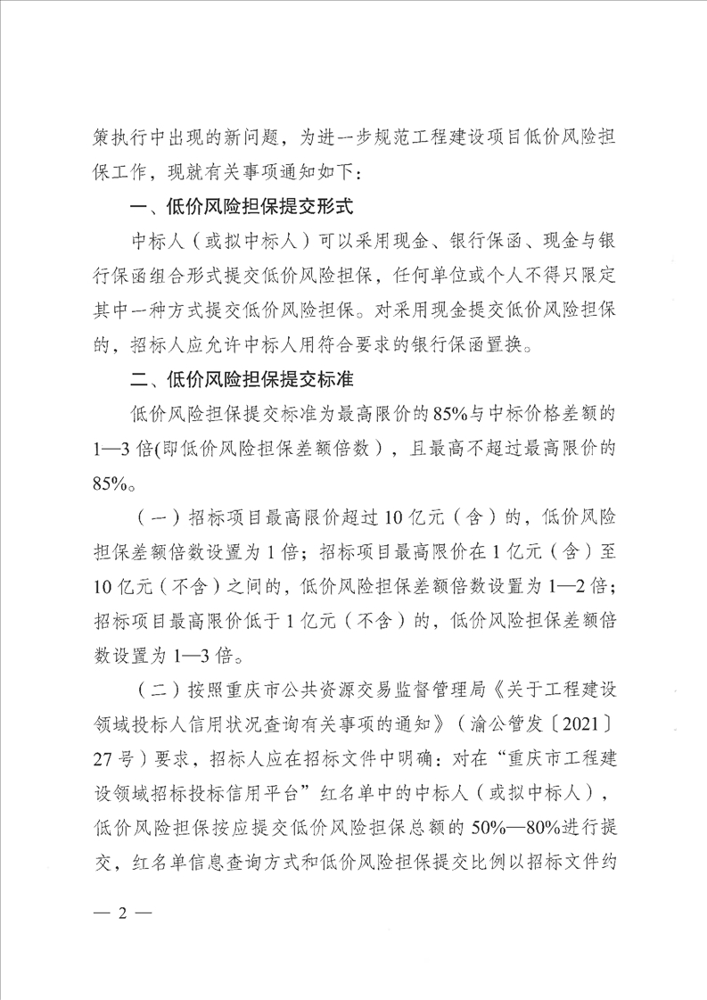 策执行中出现的新问题，为进一步规范工程建设项目低价风险担
保工作，现就有关事项通知如下：
一、低价风险担保提交形式
中标人（或拟中标人）可以采用现金、银行保函、现金与银
行保函组合形式提交低价风险担保，任何单位或个人不得只限定
其中一种方式提交低价风险担保。对采用现金提交低价风险担保
的，招标人应允许中标人用符合要求的银行保函置换。
二、低价风险担保提交标准
低价风险担保提交标准为最高限价的85%与中标价格差额的
1—3 倍(即低价风险担保差额倍数），且最高不超过最高限价的
85%。
（一）招标项目最高限价超过 10 亿元（含）的，低价风险
担保差额倍数设置为 1 倍；招标项目最高限价在 1 亿元（含）至
10 亿元（不含）之间的，低价风险担保差额倍数设置为 1—2 倍；
招标项目最高限价低于 1 亿元（不含）的，低价风险担保差额倍
数设置为 1—3 倍。
（二）按照重庆市公共资源交易监督管理局《关于工程建设
领域投标人信用状况查询有关事项的通知》（渝公管发〔2021〕
27 号）要求，招标人应在招标文件中明确：对在“重庆市工程建
设领域招标投标信用平台”红名单中的中标人（或拟中标人），
低价风险担保按应提交低价风险担保总额的 50%—80%进行提
交，红名单信息查询方式和低价风险担保提交比例以招标文件约
— 2 —